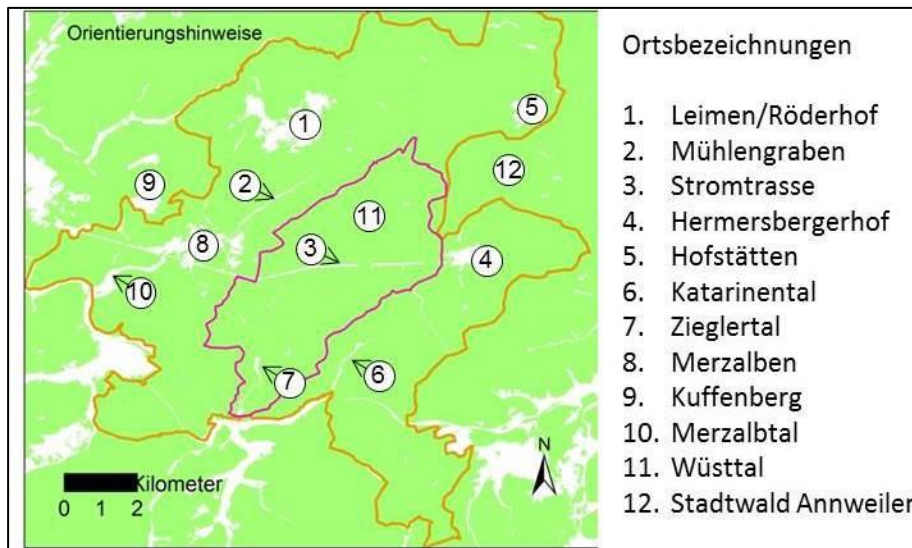 Orientierungshinweise
Ortsbezeichnungen
1. Leimen/Röderhof
2. Mühlengraben
3. Stromtrasse
4. Hermersbergerhof
5. Hofstätten
6. Katarinental
7. Zieglertal
8. Merzalben
9. Kuffenberg
10. Merzalbtal
11. Wüsttal
12. Stadtwald Annweiler
1
5
12
9
2
11
8
3
4
10
6
7
N
Kilometer
0 1 2